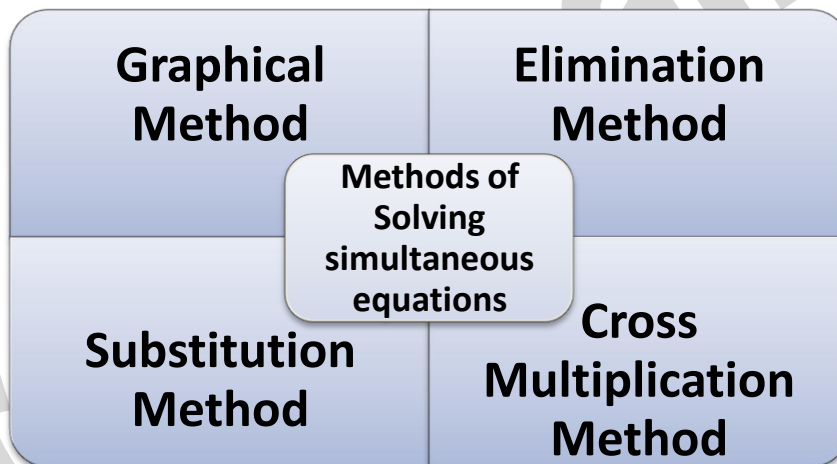 Graphical
Method
Elimination
Method
Methods of
Solving
simultaneous
equations
Substitution
Method
Cross
Multiplication
Method